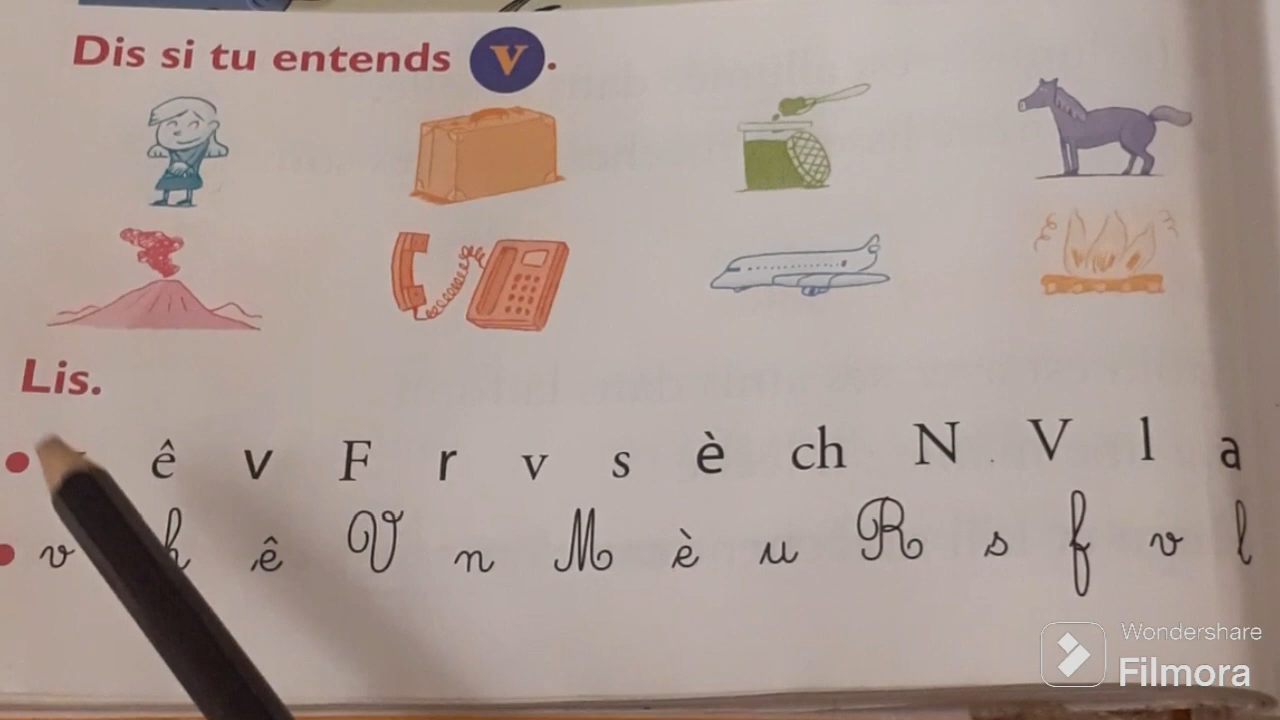 Dis si tu entends v.
Lis.
ê v F r v s è ch N V l a
v h ê V n M è u R s f v l
Wondershare
Filmora